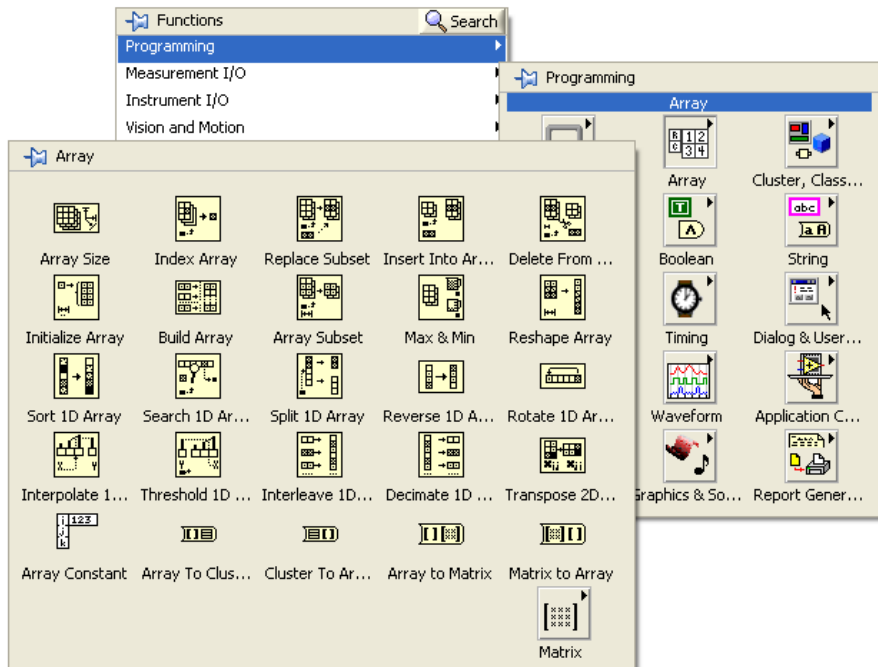 Functions
Search
Programming
Measurement I/O
Instrument I/O
Vision and Motion
Programming
Array
Array
Cluster, Class...
Boolean
String
Timing
Dialog & User...
Waveform
Application C...
Graphics & So...
Report Gener...
Array
Array Size
Index Array
Replace Subset
Insert Into Ar...
Delete From ...
Initialize Array
Build Array
Array Subset
Max & Min
Reshape Array
Sort 1D Array
Search 1D Ar...
Split 1D Array
Reverse 1D A...
Rotate 1D Ar...
Interpolate 1...
Threshold 1D ...
Interleave 1D...
Decimate 1D ...
Transpose 2D...
Array Constant
Array To Clus...
Cluster To Ar...
Array to Matrix
Matrix to Array
Matrix